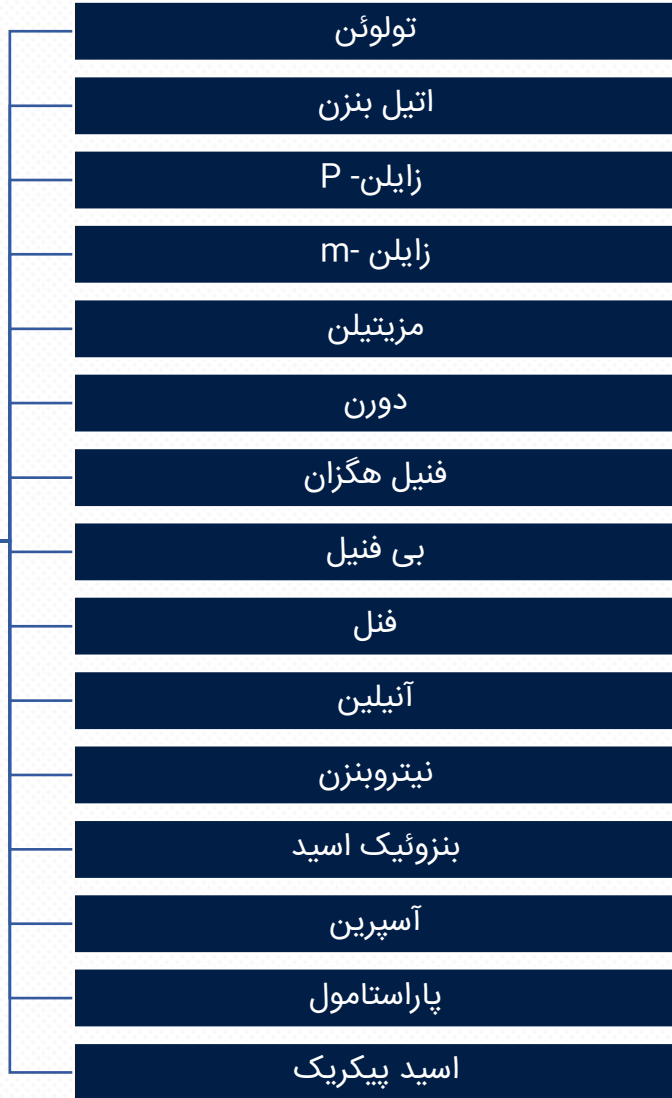 تولوئن
اتیل بنزن
زایلن- P
زایلن -m
مزیتیلن
دورن
فنیل هگزان
بی فنیل
فنل
آنیلین
نیتروبنزن
بنزوئیک اسید
آسپرین
پاراستامول
اسید پیکریک